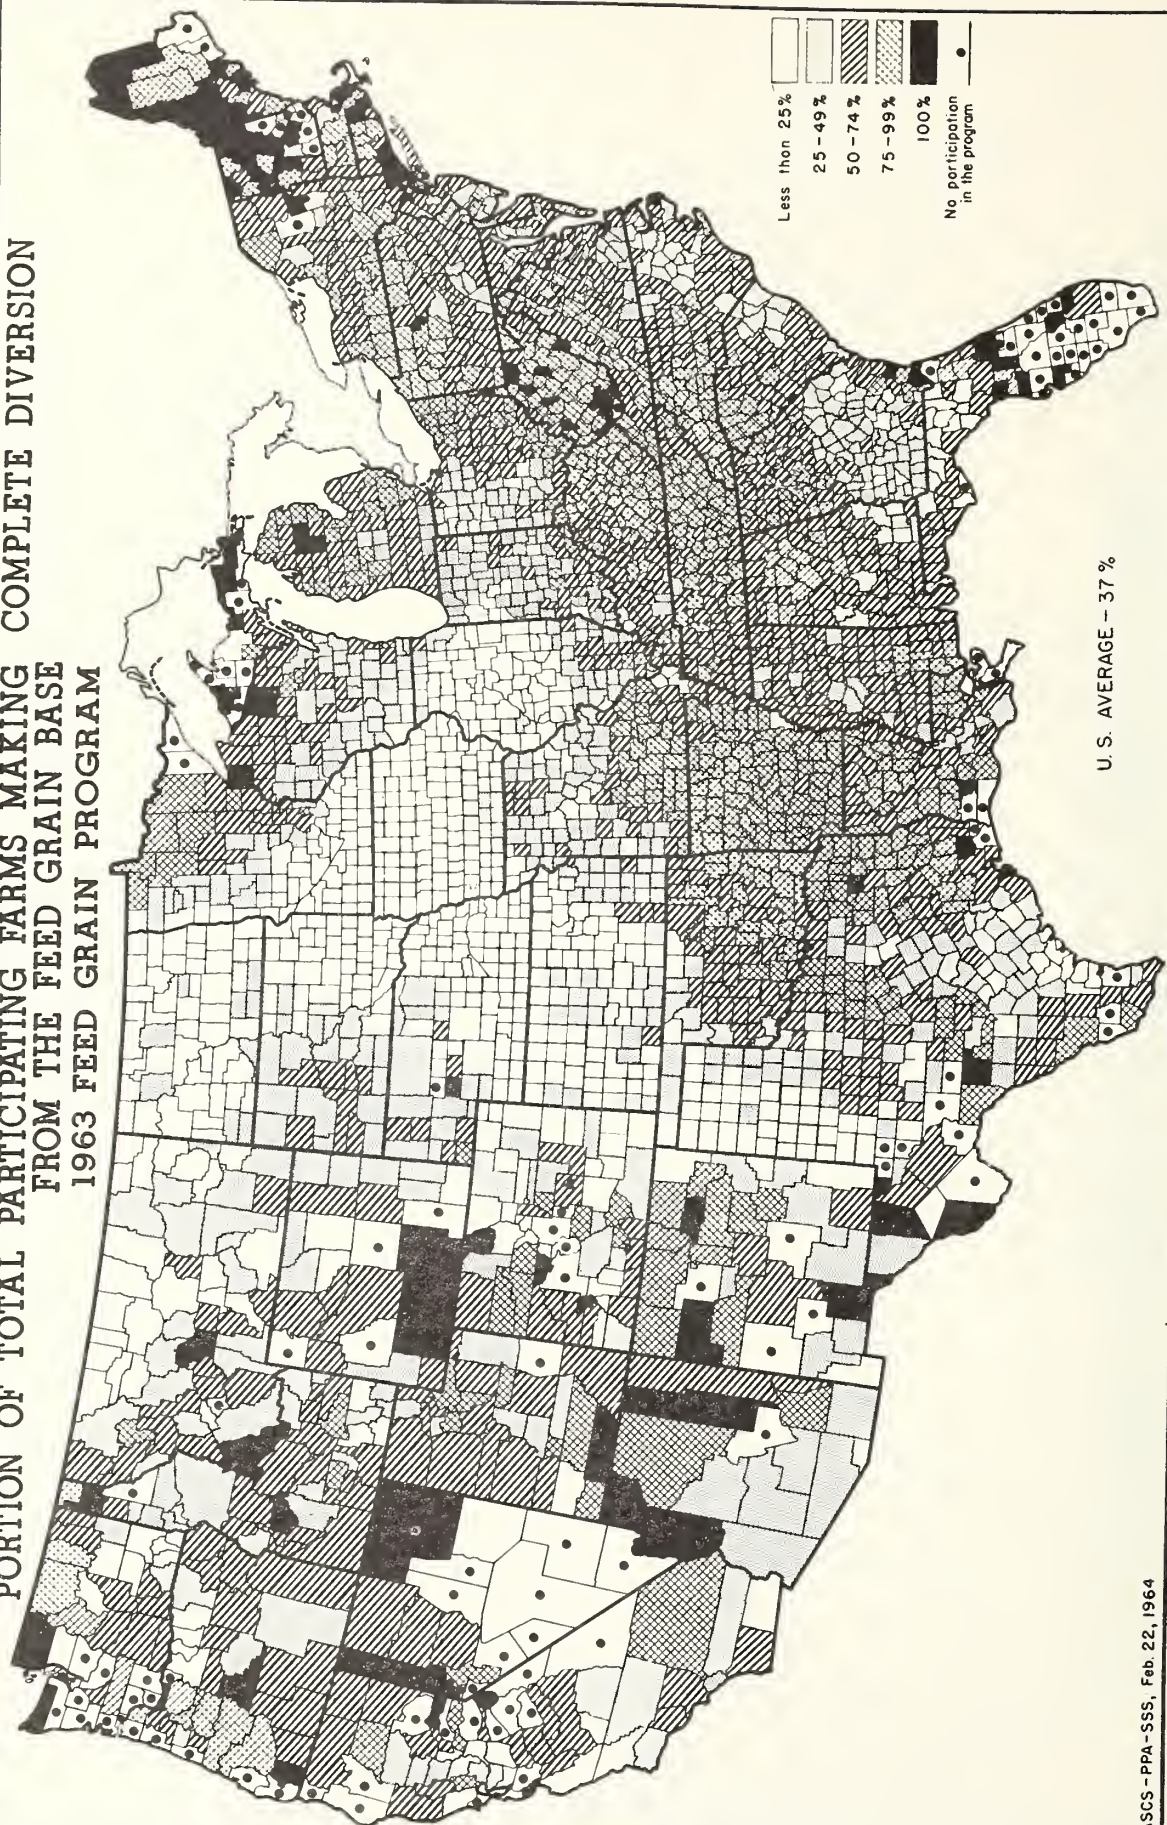 PORTION OF TOTAL PARTICIPATING FARMS MAKING COMPLETE DIVERSION
FROM THE FEED GRAIN BASE
1963 FEED GRAIN PROGRAM
Less than 25%
25-49%
50-74%
75-99%
100%
No participation
in the program
U. S. AVERAGE - 37 %
ASCS-PPA-SSS, Feb. 22, 1964